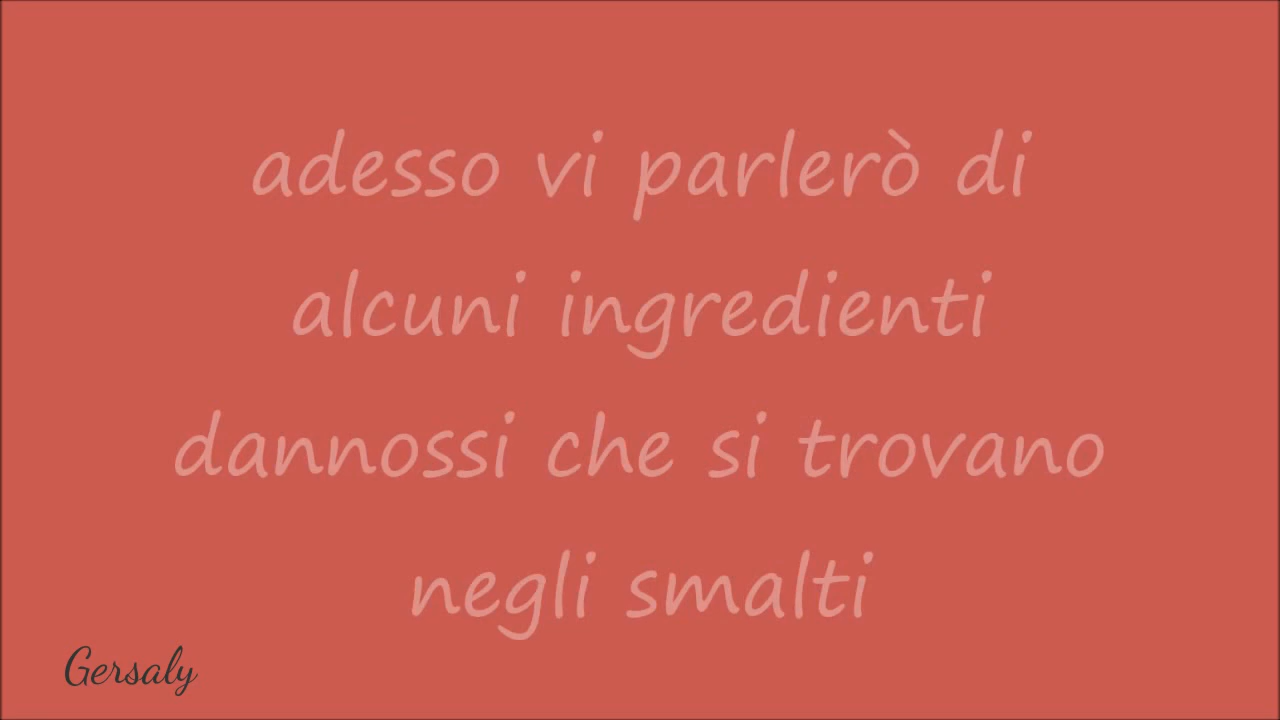 adesso vi parlerò di
alcuni ingredienti
dannossi che si trovano
negli smalti
Gersaly